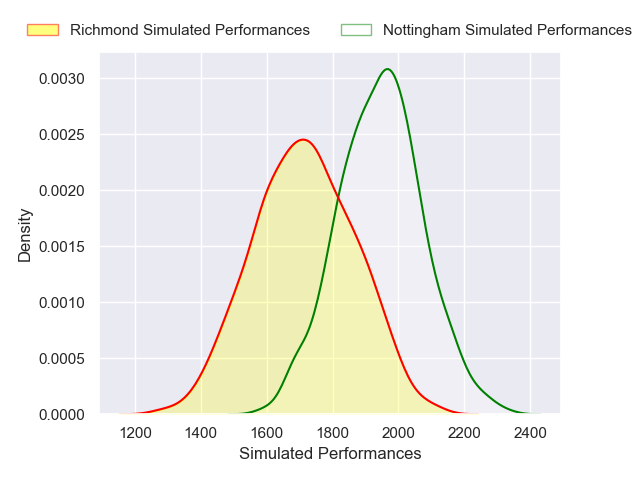 Richmond Simulated Performances Nottingham Simulated Performances
0.0030
0.0025
0.0020
0.0015
0.0010
0.0005
0.0000
Density
1200 1400 1600 1800 2000 2200 2400
Simulated Performances